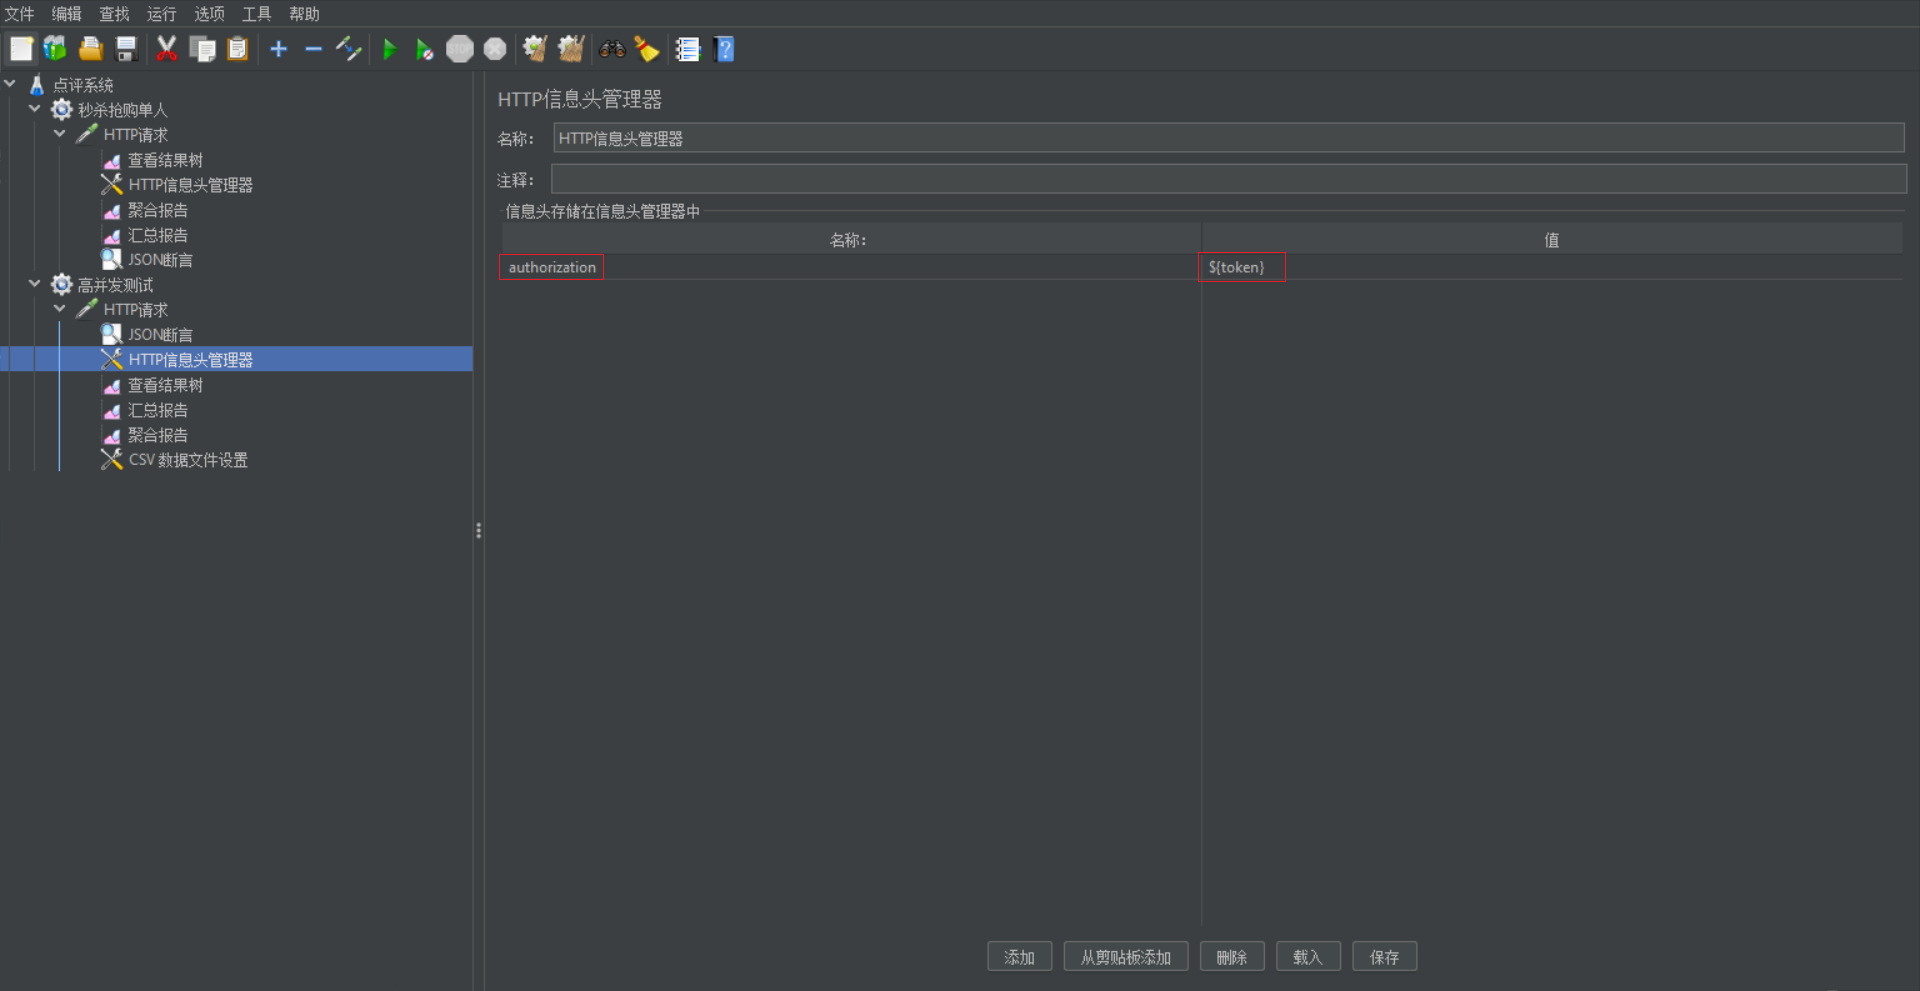 文件 编辑 查找 运行 选项 工具 帮助
STOP
点评系统
秒杀抢购单人
HTTP请求
查看结果树
HTTP信息头管理器
聚合报告
汇总报告
JSON断言
高并发测试
HTTP请求
JSON断言
HTTP信息头管理器
查看结果树
汇总报告
聚合报告
CSV 数据文件设置
HTTP信息头管理器
名称： HTTP信息头管理器
注释：
信息头存储在信息头管理器中
名称： 值
authorization ${token}
添加 从剪贴板添加 删除 载入 保存